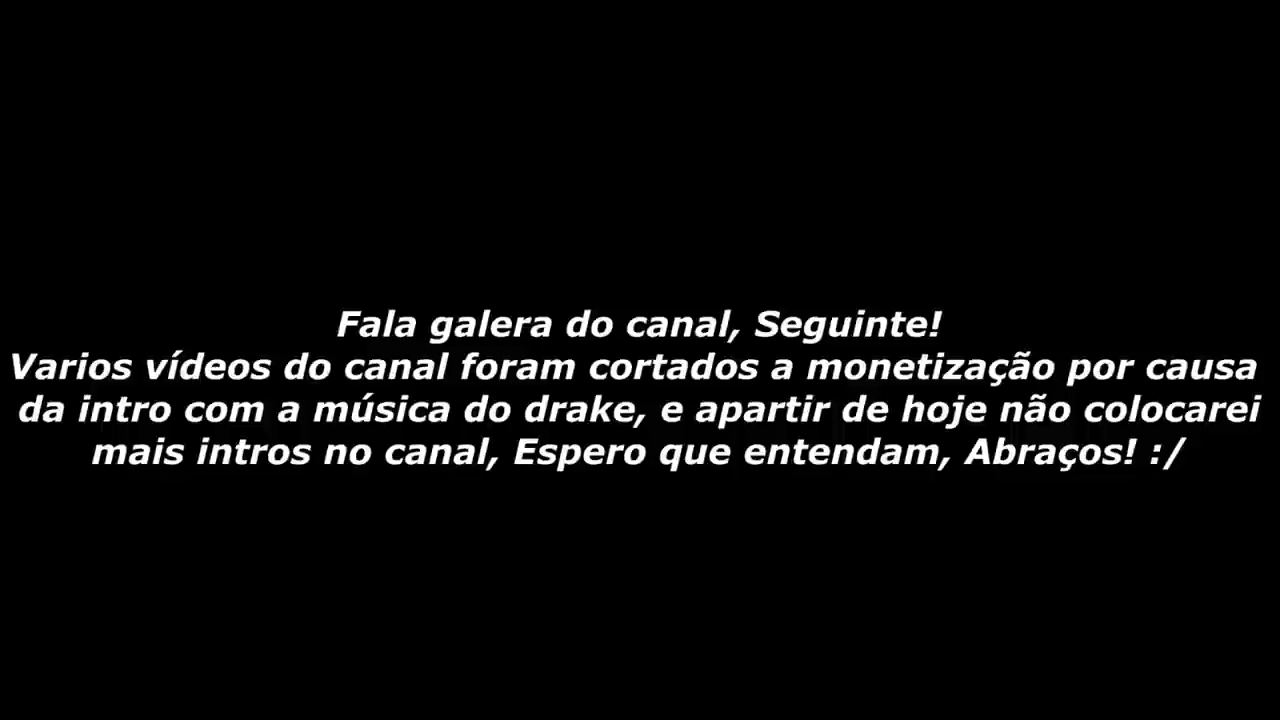 Fala galera do canal, Seguinte!
Varios vídeos do canal foram cortados a monetização por causa
da intro com a música do drake, e apartir de hoje não colocarei
mais intros no canal, Espero que entendam, Abraços! :/